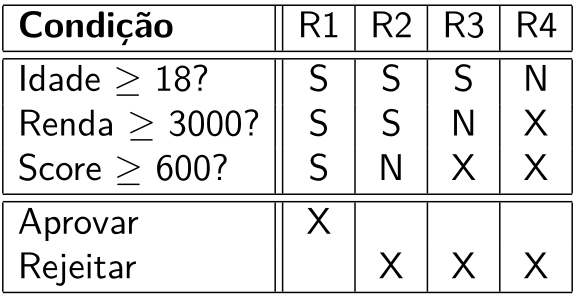 Condição R1 R2 R3 R4
Idade ≥ 18? S S S N
Renda ≥ 3000? S S N X
Score ≥ 600? S N X X
Aprovar X
Rejeitar X X X